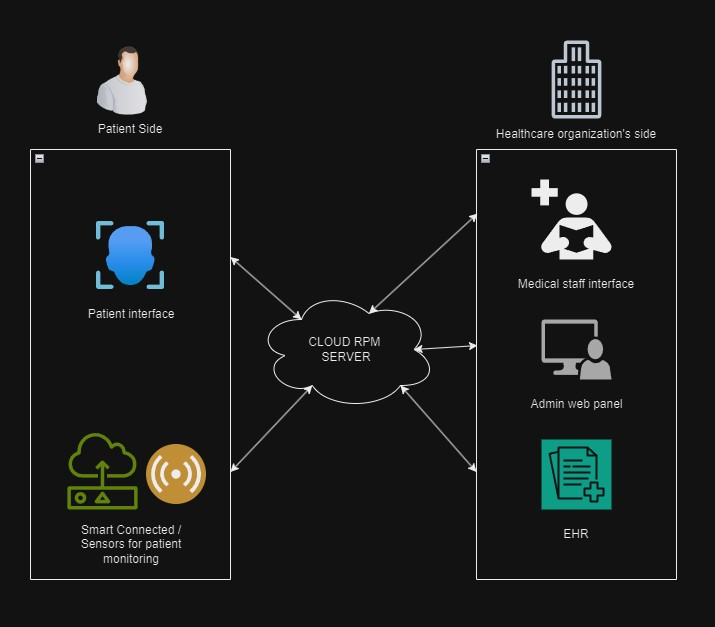 Patient Side
Healthcare organization's side
Patient interface
Smart Connected /
Sensors for patient
monitoring
CLOUD RPM
SERVER
Medical staff interface
Admin web panel
EHR